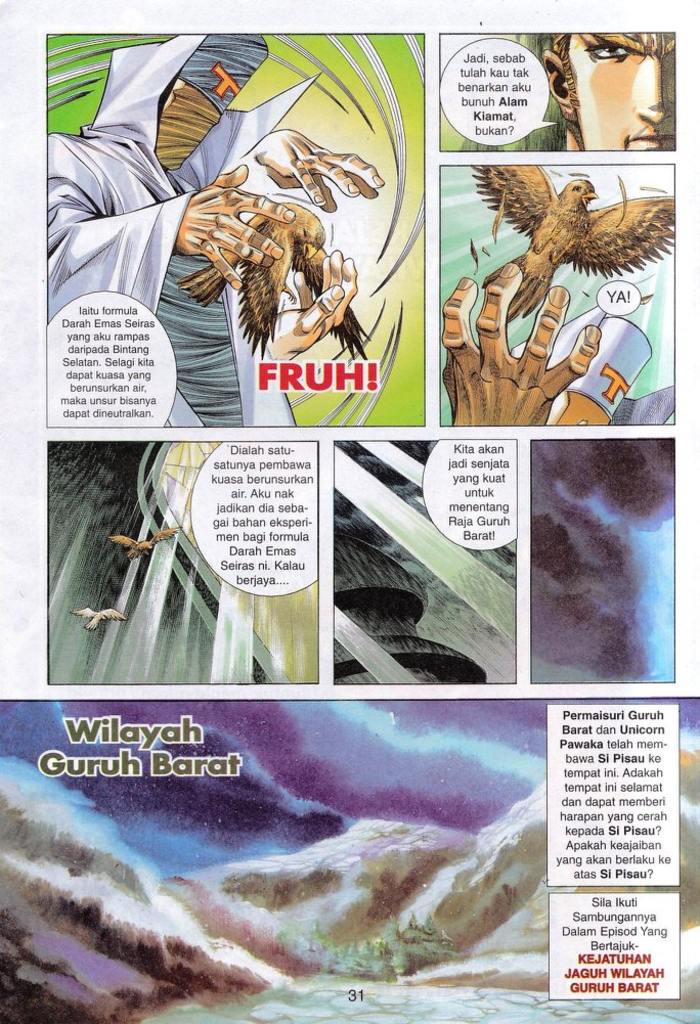 Iaitu formula
Darah Emas Seiras
yang aku rampas
daripada Bintang
Selatan. Selagi kita
dapat kuasa yang
berunsurkan air,
maka unsur bisanya
dapat dineutralkan.
FRUH!
Jadi, sebab
tulah kau tak
benarkan aku
bunuh Alam
Kiamat,
bukan?
YA!
Dialah satu-
satunya pembawa
kuasa berunsurkan
air. Aku nak
jadikan dia seba-
gai bahan eksperi-
men bagi formula
Darah Emas
Seiras ni. Kalau
berjaya....
Kita akan
jadi senjata
yang kuat
untuk
menentang
Raja Guruh
Barat!
Wilayah
Guruh Barat
Permaisuri Guruh
Barat dan Unicorn
Pawaka telah mem-
bawa Si Pisau ke
tempat ini. Adakah
tempat ini selamat
dan dapat memberi
harapan yang cerah
kepada Si Pisau?
Apakah keajaiban
yang akan berlaku ke
atas Si Pisau?
Sila Ikuti
Sambungannya
Dalam Episod Yang
Bertajuk-
KEJATUHAN
JAGUH WILAYAH
GURUH BARAT
31